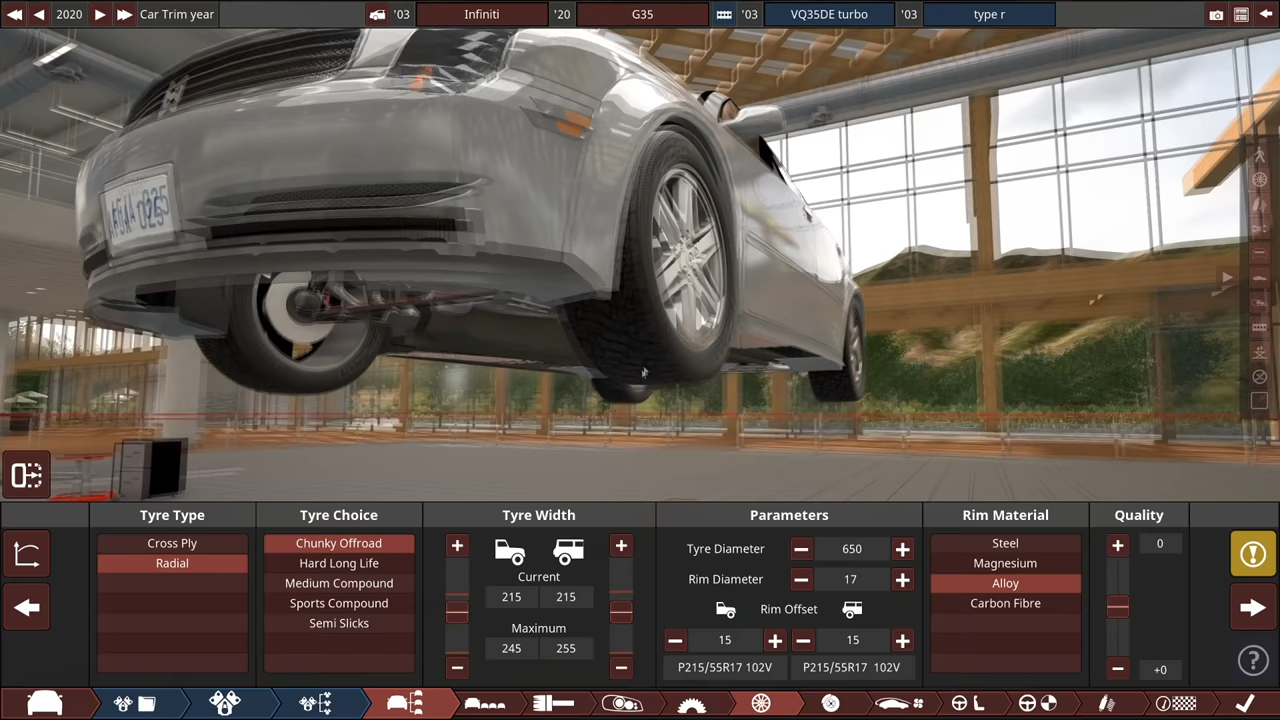 2020 Car Trim year '03 Infiniti '20 G35 '03 VQ35DE turbo '03 type r
Tyre Type Tyre Choice Tyre Width Parameters Rim Material Quality
Cross Ply
Radial
Chunky Offroad
Hard Long Life
Medium Compound
Sports Compound
Semi Slicks
Current
215 215
Maximum
245 255
Tyre Diameter 650
Rim Diameter 17
Rim Offset
15 15
P215/55R17 102V P215/55R17 102V
Steel
Magnesium
Alloy
Carbon Fibre
0
+0